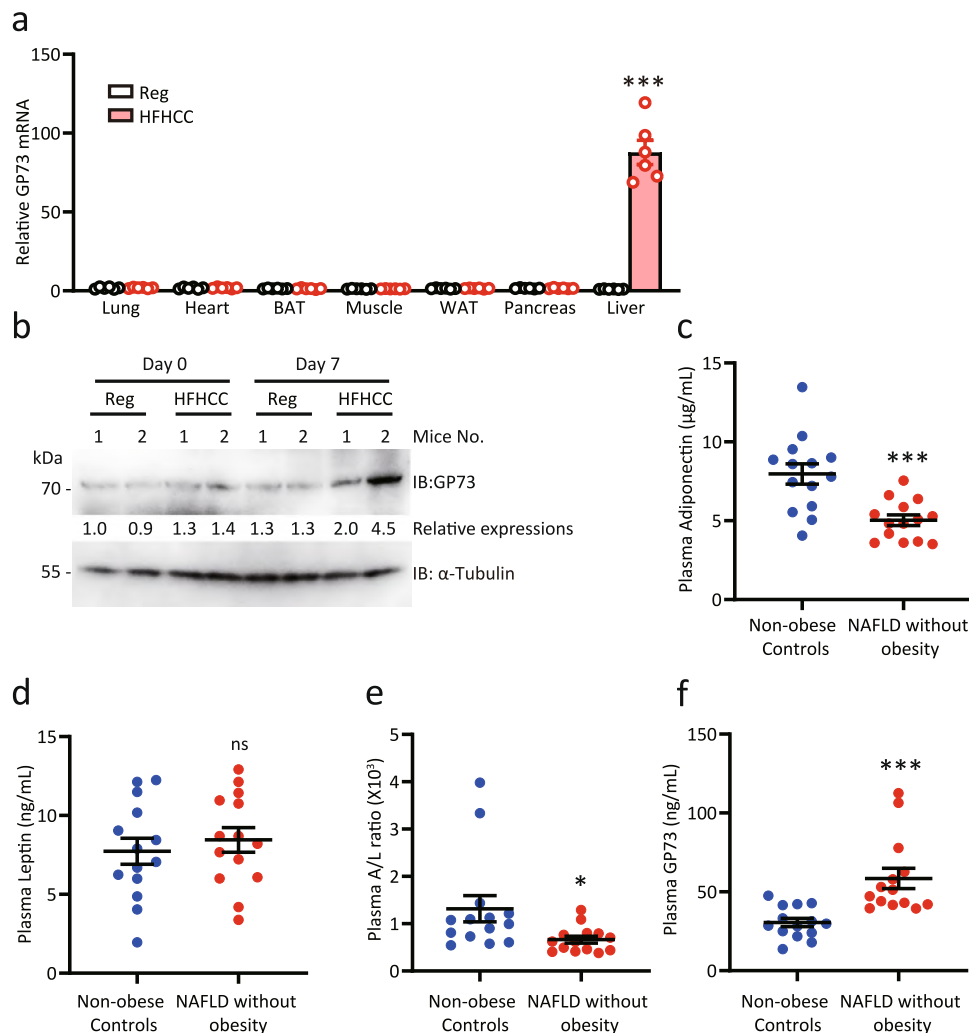 a
150
100
50
0
Relative GP73 mRNA
Reg
HFHCC
***
Lung Heart BAT Muscle WAT Pancreas Liver
b
Day 0 Day 7
Reg HFHCC Reg HFHCC
1 2 1 2 1 2 1 2 Mice No.
kDa
70 - IB:GP73
1.0 0.9 1.3 1.4 1.3 1.3 2.0 4.5 Relative expressions
55 - IB: α-Tubulin
c
15
10
5
0
Plasma Adiponectin (µg/mL)
***
Non-obese NAFLD without
Controls obesity
d
15
10
5
0
Plasma Leptin (ng/mL)
ns
Non-obese NAFLD without
Controls obesity
e
5
4
3
2
1
0
Plasma A/L ratio (X10³)
*
Non-obese NAFLD without
Controls obesity
f
150
100
50
0
Plasma GP73 (ng/mL)
***
Non-obese NAFLD without
Controls obesity